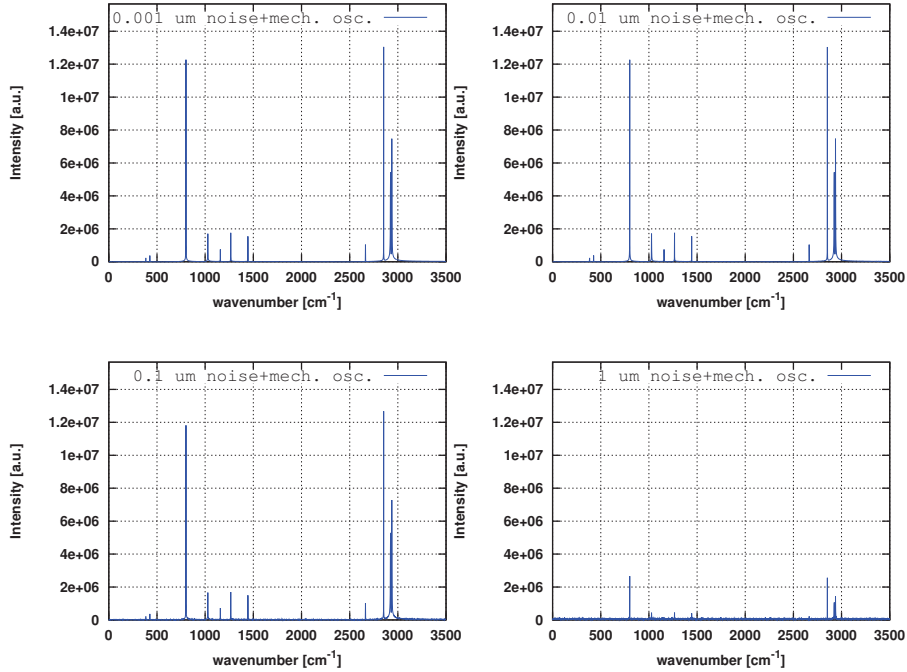 0.001 um noise+mech. osc.
Intensity [a.u.]
1.4e+07
1.2e+07
1e+07
8e+06
6e+06
4e+06
2e+06
0
0 500 1000 1500 2000 2500 3000 3500
wavenumber [cm-1]
0.01 um noise+mech. osc.
Intensity [a.u.]
1.4e+07
1.2e+07
1e+07
8e+06
6e+06
4e+06
2e+06
0
0 500 1000 1500 2000 2500 3000 3500
wavenumber [cm-1]
0.1 um noise+mech. osc.
Intensity [a.u.]
1.4e+07
1.2e+07
1e+07
8e+06
6e+06
4e+06
2e+06
0
0 500 1000 1500 2000 2500 3000 3500
wavenumber [cm-1]
1 um noise+mech. osc.
Intensity [a.u.]
1.4e+07
1.2e+07
1e+07
8e+06
6e+06
4e+06
2e+06
0
0 500 1000 1500 2000 2500 3000 3500
wavenumber [cm-1]